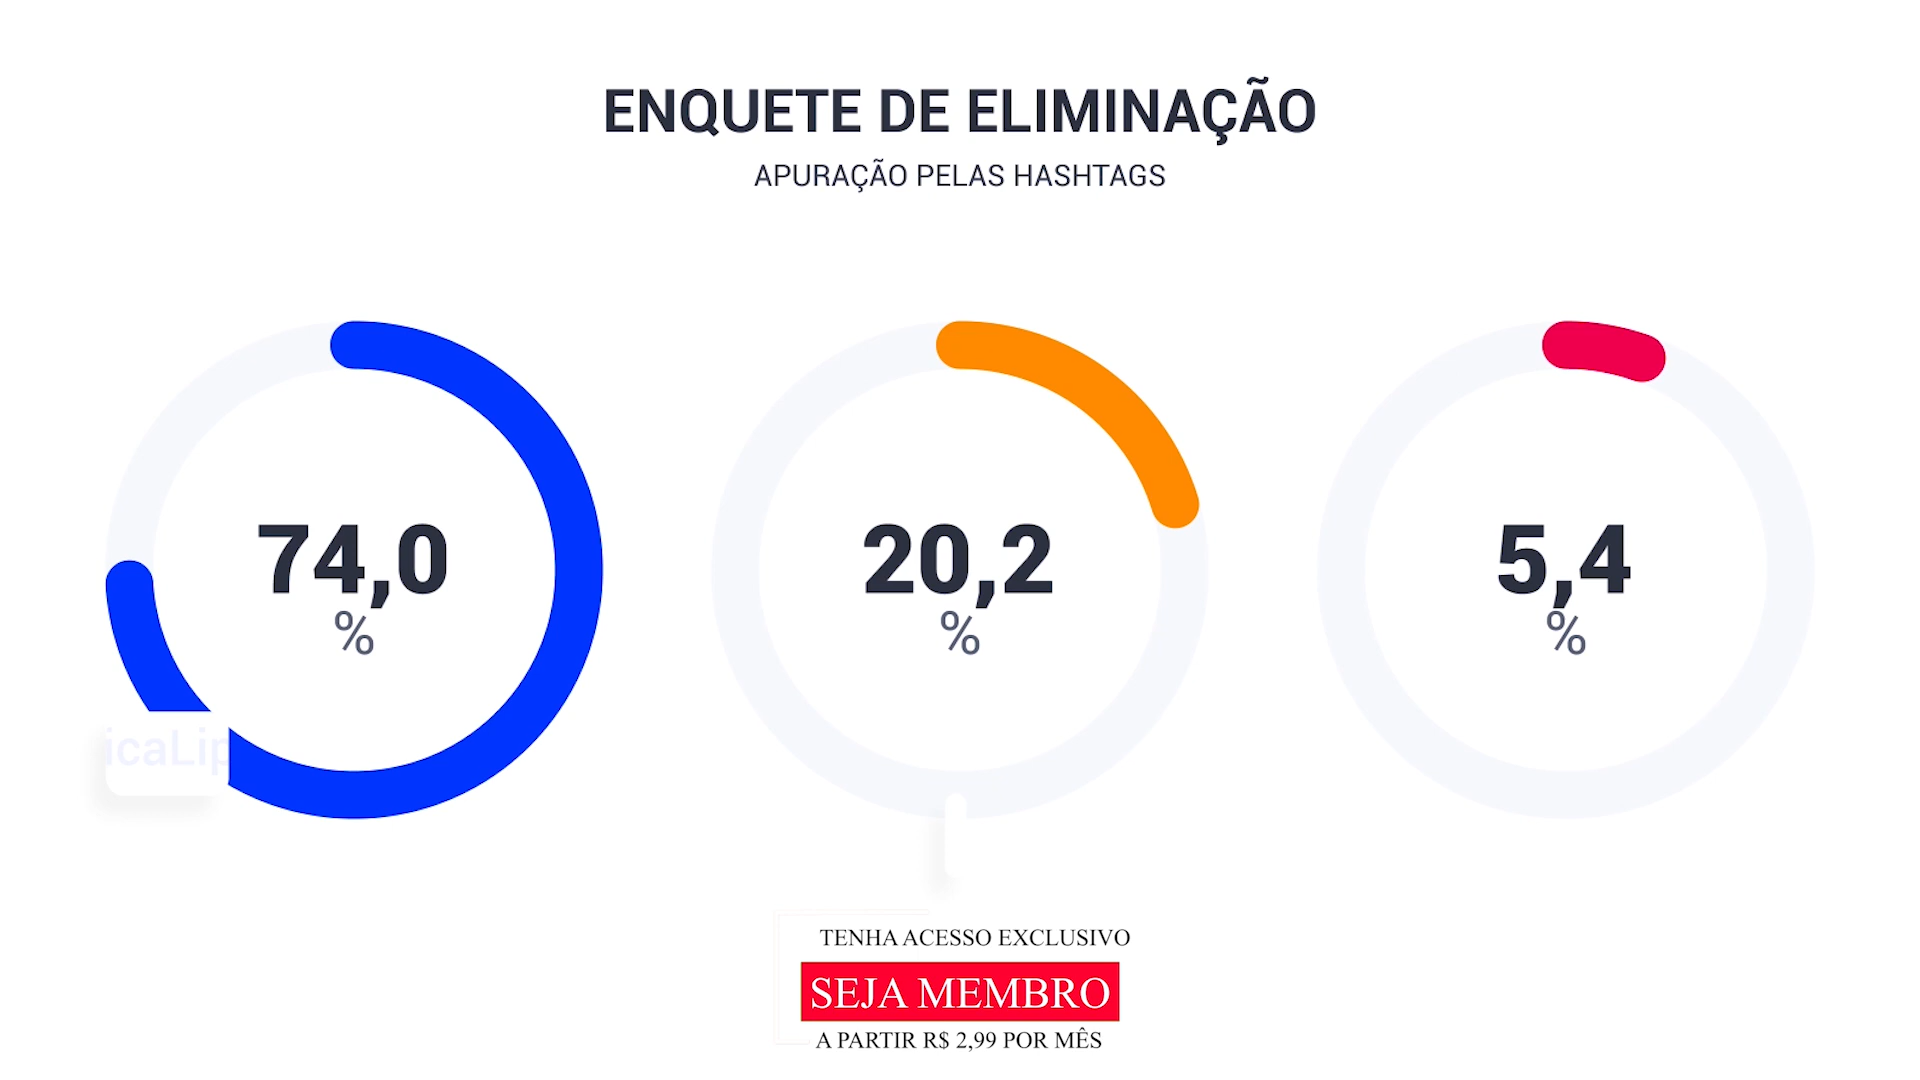 ENQUETE DE ELIMINAÇÃO
APURAÇÃO PELAS HASHTAGS
74,0
%
20,2
%
5,4
%
icaLip
TENHA ACESSO EXCLUSIVO
SEJA MEMBRO
A PARTIR R$ 2,99 POR MÊS